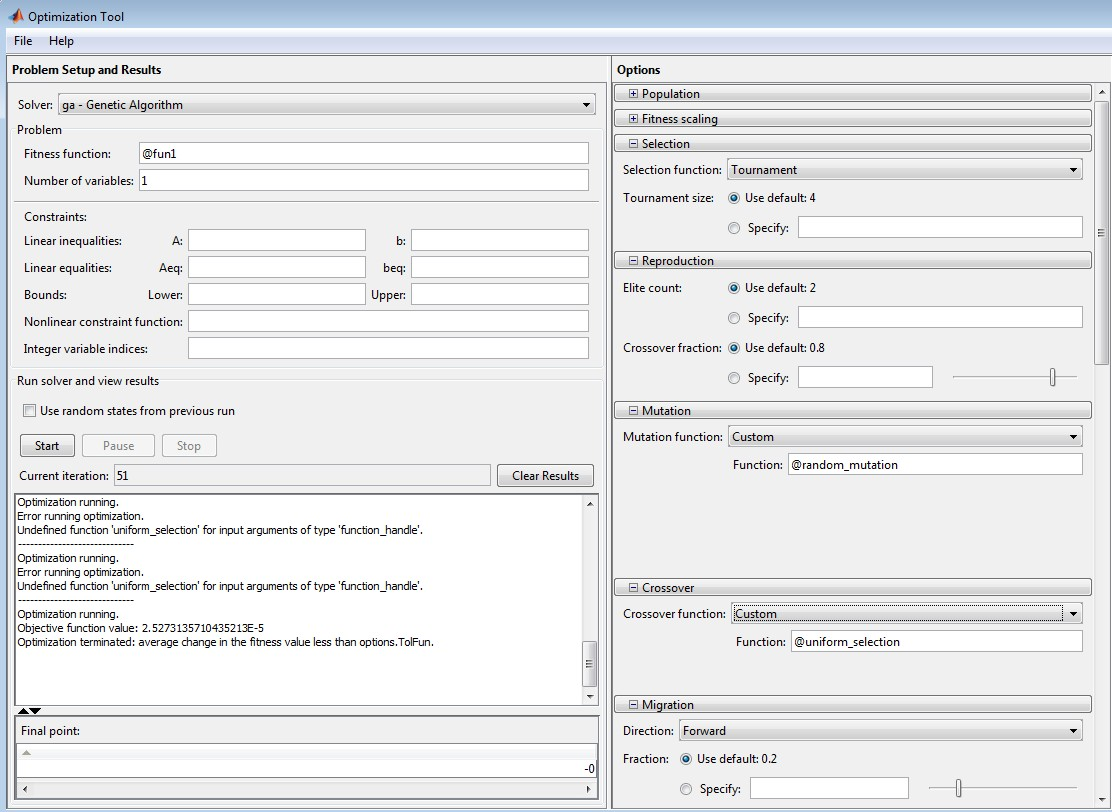 Optimization Tool
File Help
Problem Setup and Results
Solver: ga - Genetic Algorithm
Problem
Fitness function: @fun1
Number of variables: 1
Constraints:
Linear inequalities: A: b:
Linear equalities: Aeq: beq:
Bounds: Lower: Upper:
Nonlinear constraint function:
Integer variable indices:
Run solver and view results
Use random states from previous run
Start Pause Stop
Current iteration: 51 Clear Results
Optimization running.
Error running optimization.
Undefined function 'uniform_selection' for input arguments of type 'function_handle'.
-----------------------------
Optimization running.
Error running optimization.
Undefined function 'uniform_selection' for input arguments of type 'function_handle'.
-----------------------------
Optimization running.
Objective function value: 2.5273135710435213E-5
Optimization terminated: average change in the fitness value less than options.TolFun.
Final point:
-0
Options
Population
Fitness scaling
Selection
Selection function: Tournament
Tournament size: Use default: 4
Specify:
Reproduction
Elite count: Use default: 2
Specify:
Crossover fraction: Use default: 0.8
Specify:
Mutation
Mutation function: Custom
Function: @random_mutation
Crossover
Crossover function: Custom
Function: @uniform_selection
Migration
Direction: Forward
Fraction: Use default: 0.2
Specify: